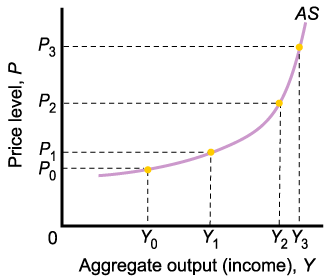 AS
Price level, P
P₃
P₂
P₁
P₀
0
Y₀ Y₁ Y₂ Y₃
Aggregate output (income), Y